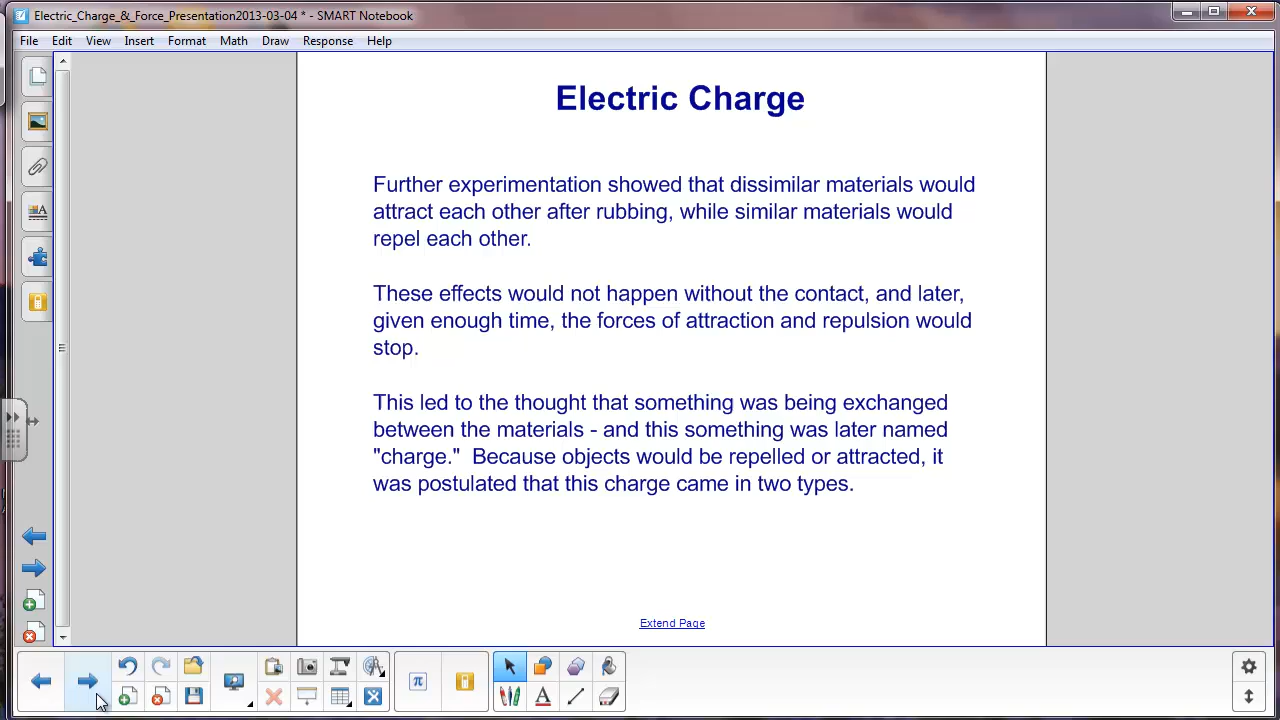 Electric_Charge_&_Force_Presentation2013-03-04 * - SMART Notebook
File Edit View Insert Format Math Draw Response Help
Electric Charge
Further experimentation showed that dissimilar materials would
attract each other after rubbing, while similar materials would
repel each other.
These effects would not happen without the contact, and later,
given enough time, the forces of attraction and repulsion would
stop.
This led to the thought that something was being exchanged
between the materials - and this something was later named
"charge."  Because objects would be repelled or attracted, it
was postulated that this charge came in two types.
Extend Page